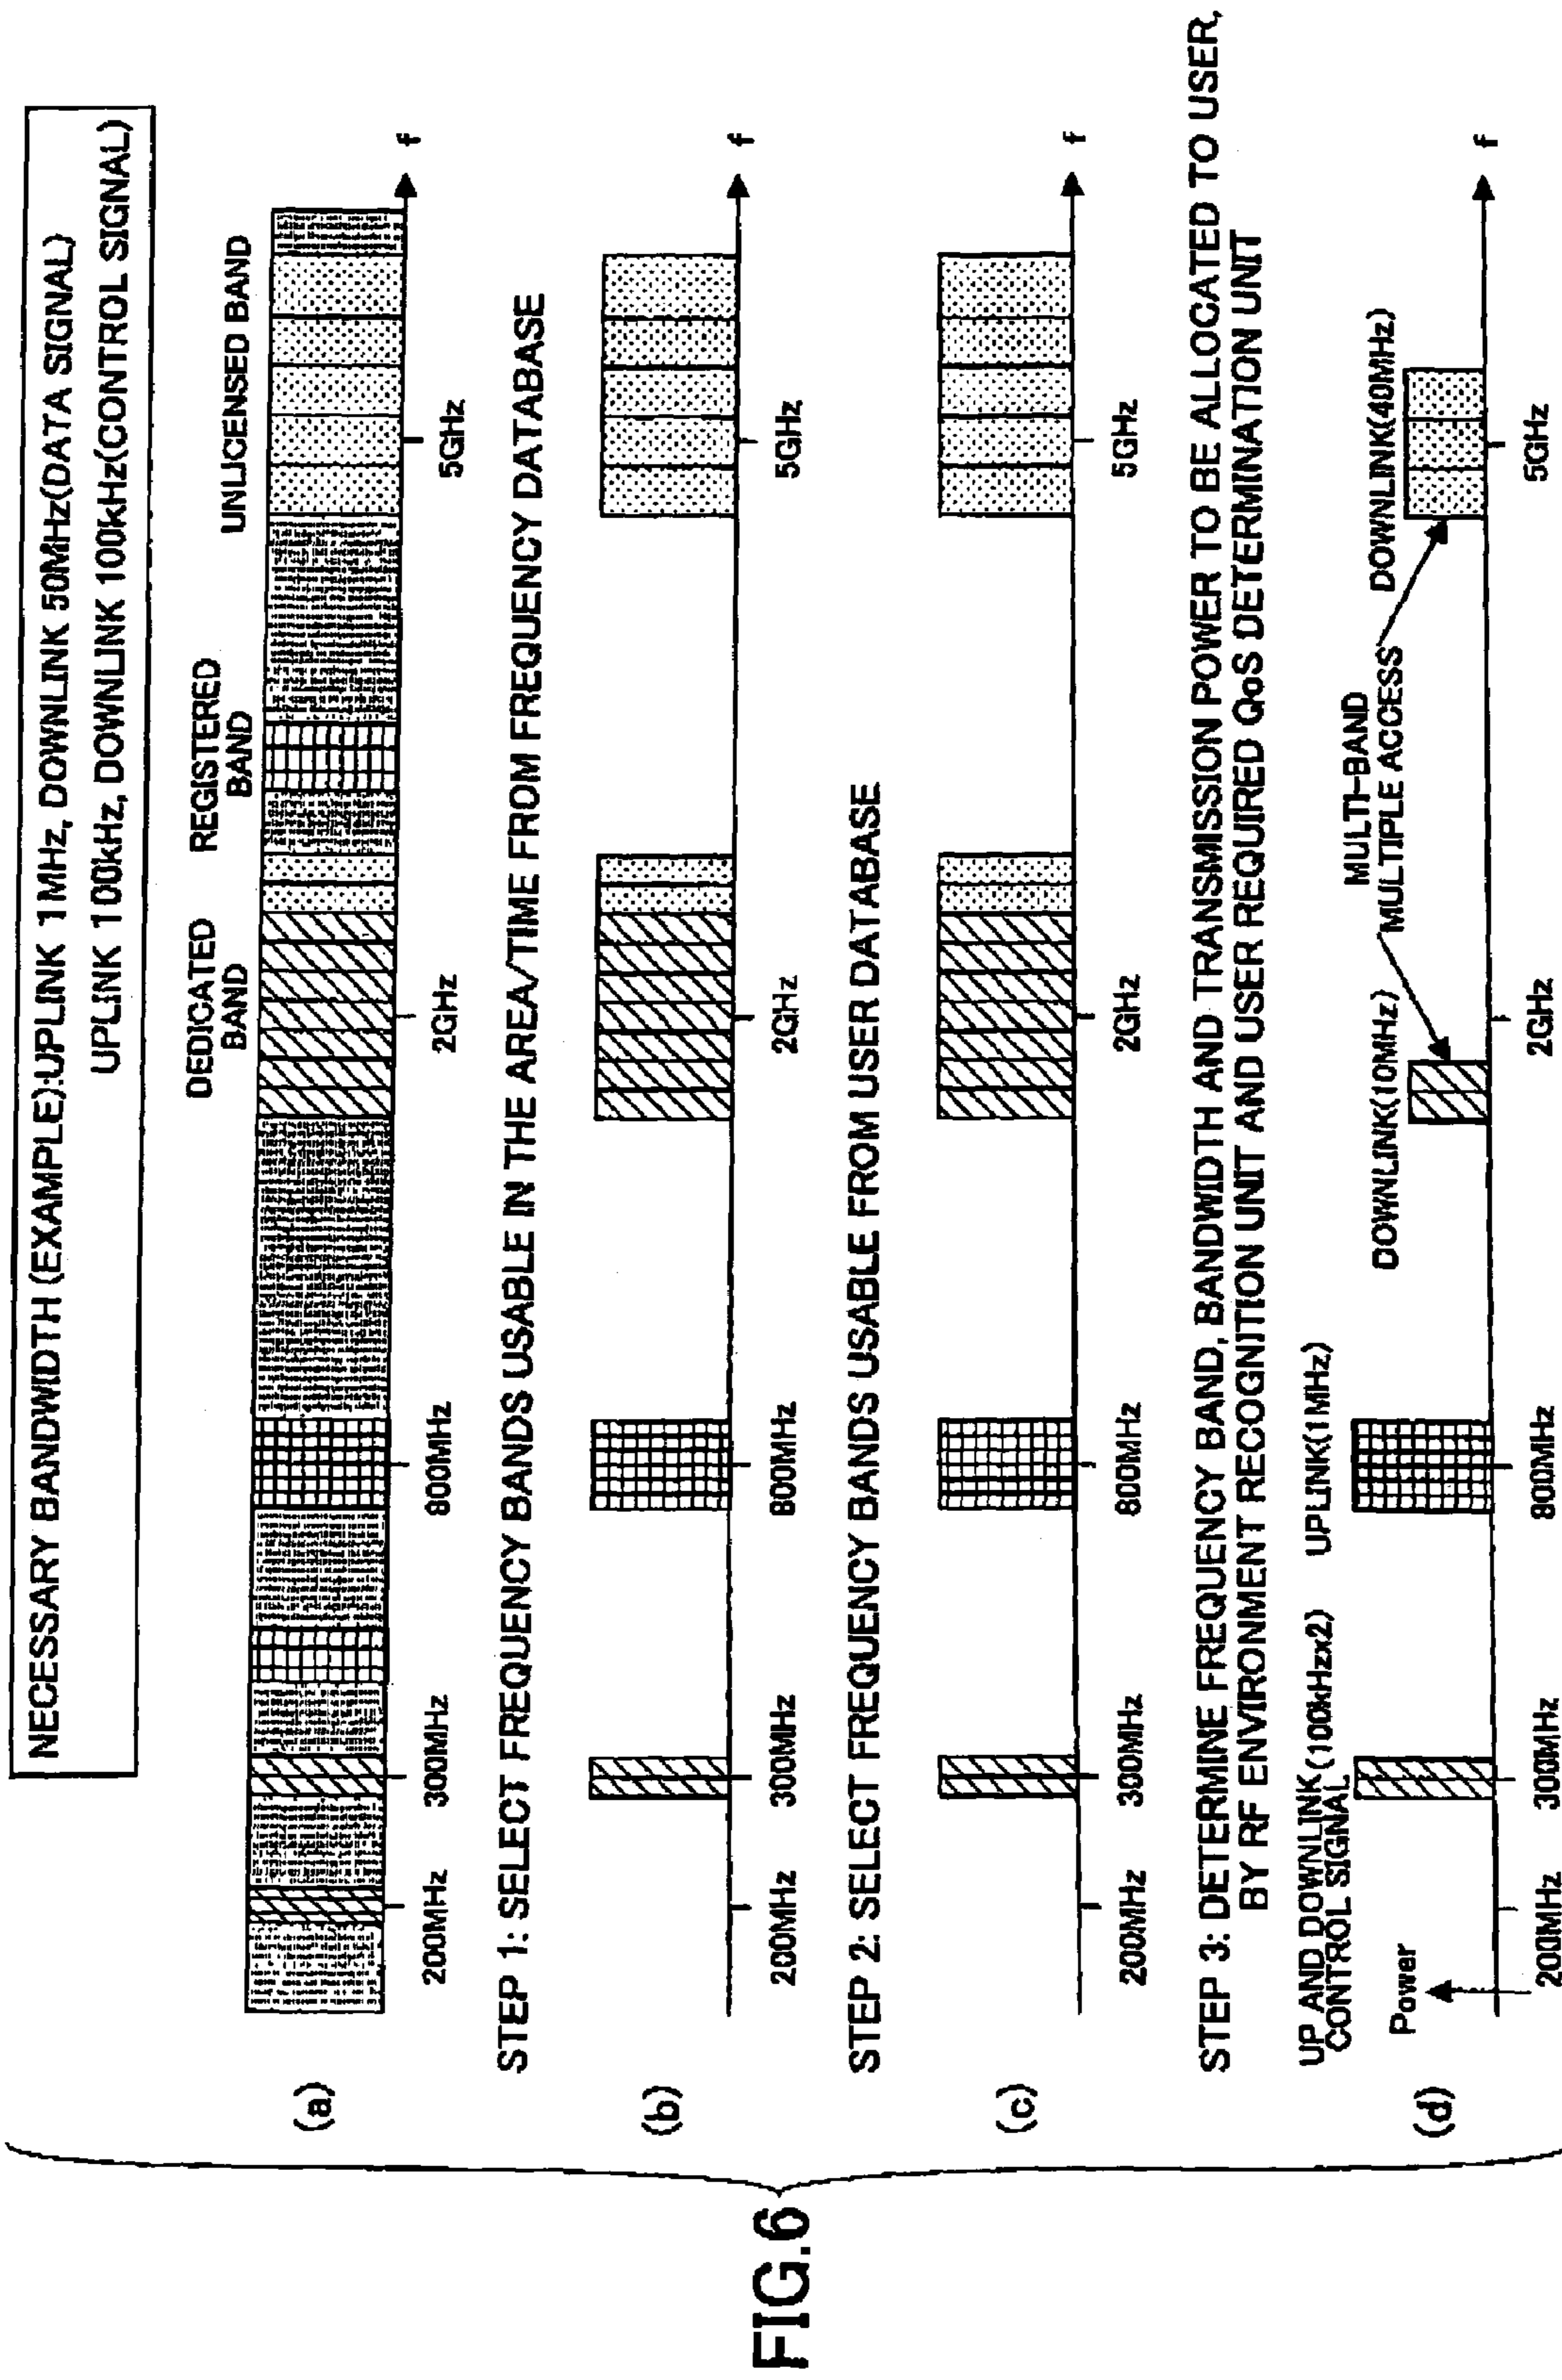 FIG.6
NECESSARY BANDWIDTH (EXAMPLE):UPLINK 1MHz, DOWNLINK 50MHz(DATA SIGNAL)
UPLINK 100kHz, DOWNLINK 100kHz(CONTROL SIGNAL)
(a)
DEDICATED
BAND
REGISTERED
BAND
UNLICENSED BAND
200MHz
300MHz
800MHz
2GHz
5GHz
f
STEP 1: SELECT FREQUENCY BANDS USABLE IN THE AREA/TIME FROM FREQUENCY DATABASE
(b)
200MHz
300MHz
800MHz
2GHz
5GHz
f
STEP 2: SELECT FREQUENCY BANDS USABLE FROM USER DATABASE
(c)
200MHz
300MHz
800MHz
2GHz
5GHz
f
STEP 3: DETERMINE FREQUENCY BAND, BANDWIDTH AND TRANSMISSION POWER TO BE ALLOCATED TO USER,
BY RF ENVIRONMENT RECOGNITION UNIT AND USER REQUIRED QoS DETERMINATION UNIT
(d)
Power
UP AND DOWNLINK
CONTROL SIGNAL (100kHzx2)
UPLINK(1MHz)
DOWNLINK(10MHz)
MULTI-BAND
MULTIPLE ACCESS
DOWNLINK(40MHz)
200MHz
300MHz
800MHz
2GHz
5GHz
f